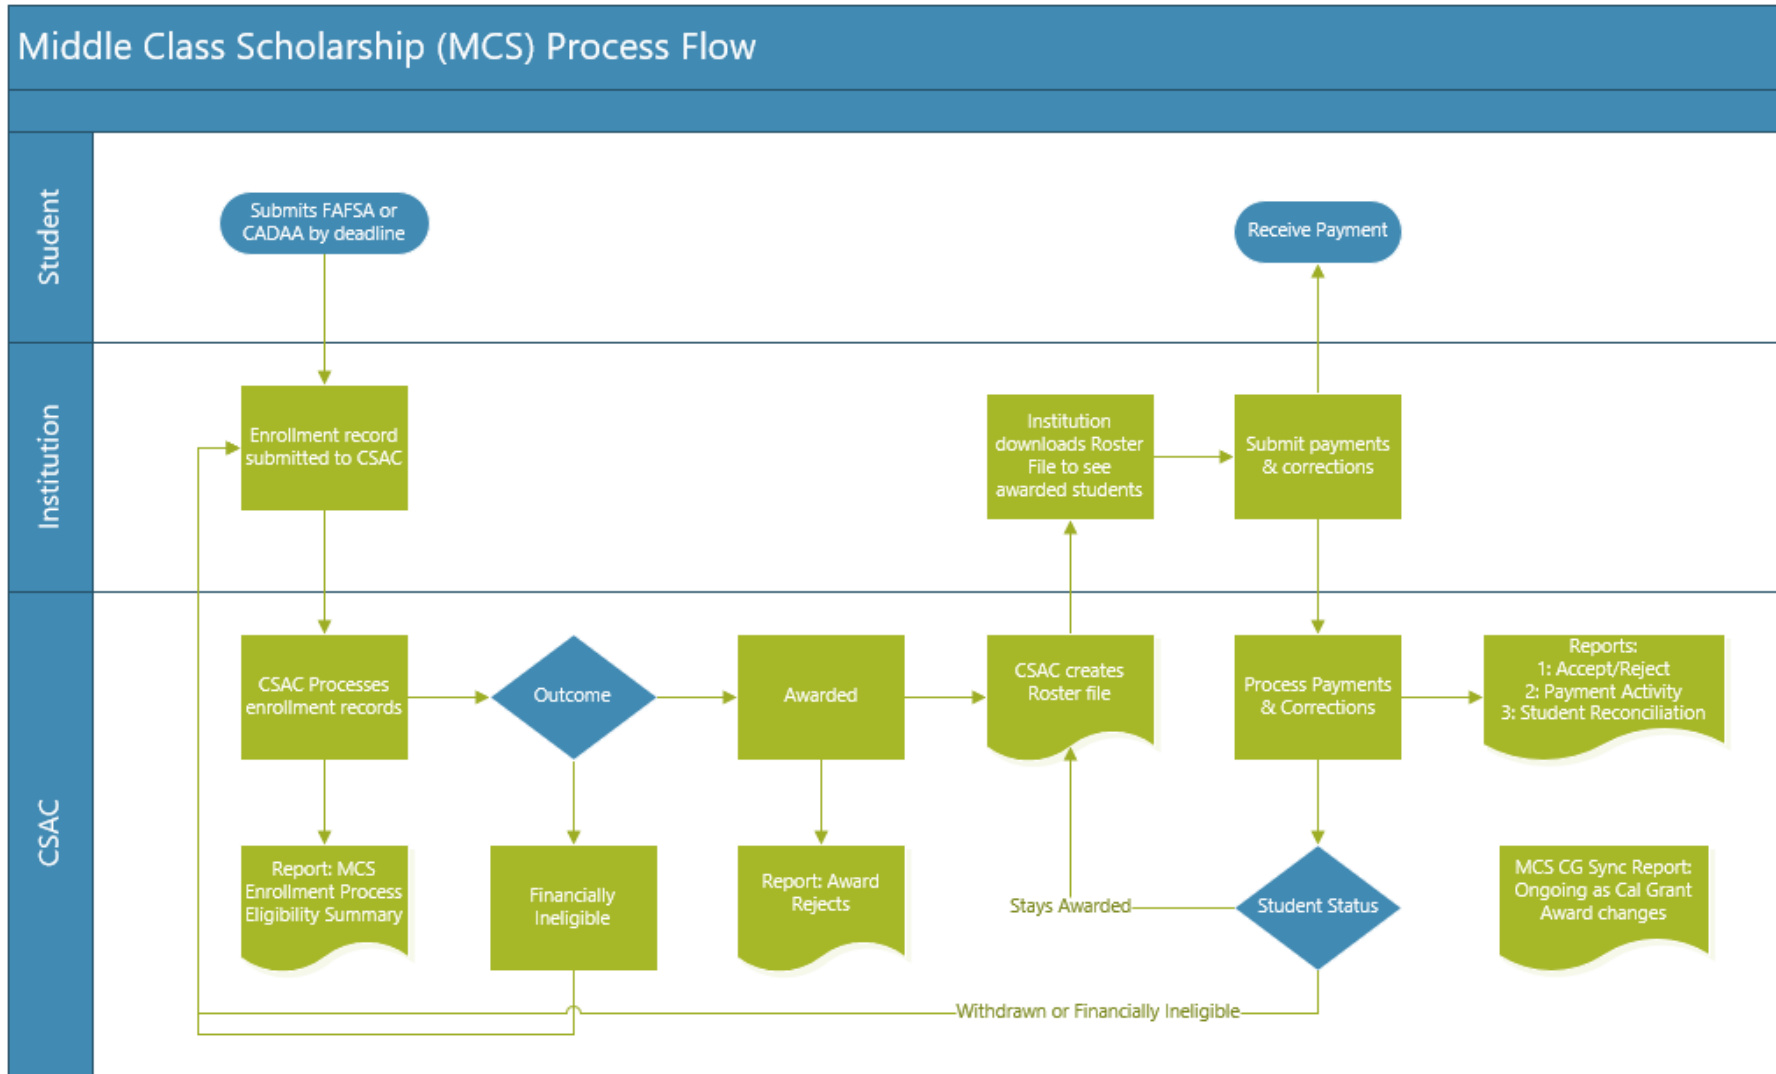 Middle Class Scholarship (MCS) Process Flow
Student
Submits FAFSA or
CADAA by deadline
Receive Payment
Institution
Enrollment record
submitted to CSAC
Institution
downloads Roster
File to see
awarded students
Submit payments
& corrections
CSAC
CSAC Processes
enrollment records
Outcome
Awarded
CSAC creates
Roster file
Process Payments
& Corrections
Reports:
1: Accept/Reject
2: Payment Activity
3: Student Reconciliation
Report: MCS
Enrollment Process
Eligibility Summary
Financially
Ineligible
Report: Award
Rejects
Stays Awarded
Student Status
MCS CG Sync Report:
Ongoing as Cal Grant
Award changes
Withdrawn or Financially Ineligible